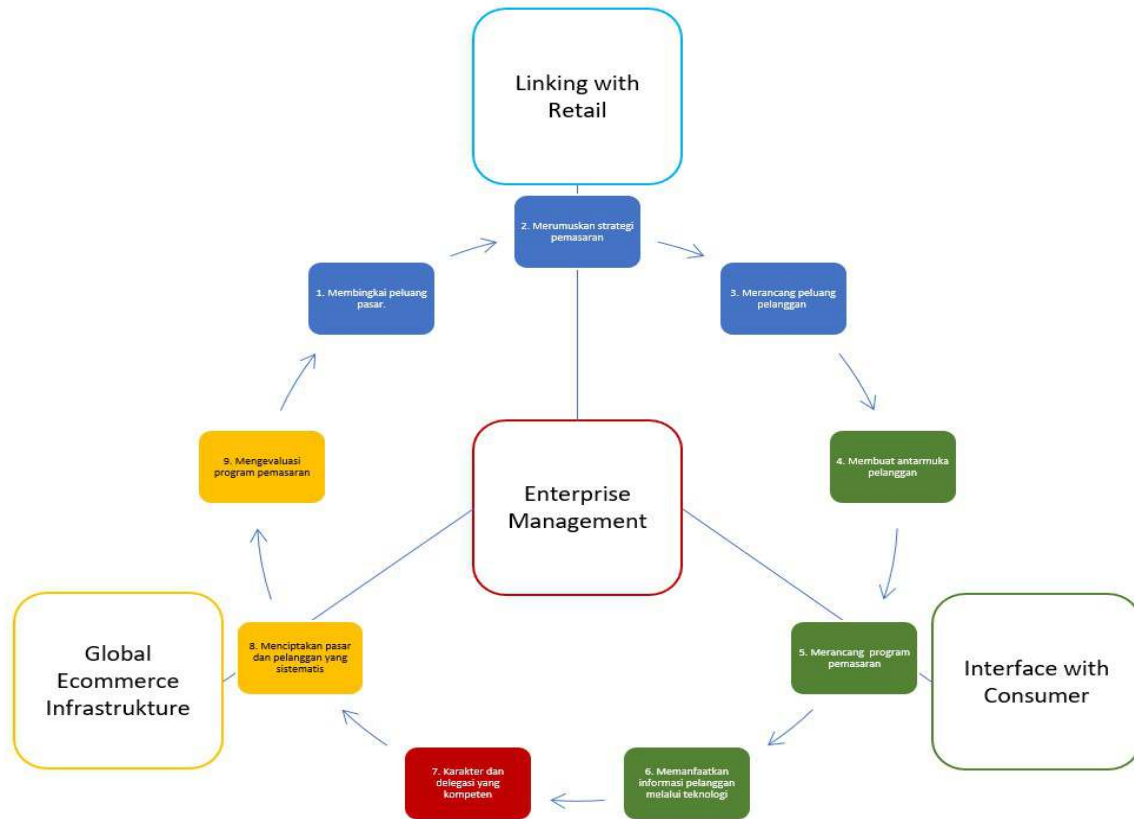 Linking with
Retail
2. Merumuskan strategi
pemasaran
1. Membingkai peluang
pasar.
3. Merancang peluang
pelanggan
9. Mengevaluasi
program pemasaran
4. Membuat antarmuka
pelanggan
Enterprise
Management
Global
Ecommerce
Infrastrukture
8. Menciptakan pasar
dan pelanggan yang
sistematis
5. Merancang program
pemasaran
Interface with
Consumer
7. Karakter dan
delegasi yang
kompeten
6. Memanfaatkan
informasi pelanggan
melalui teknologi